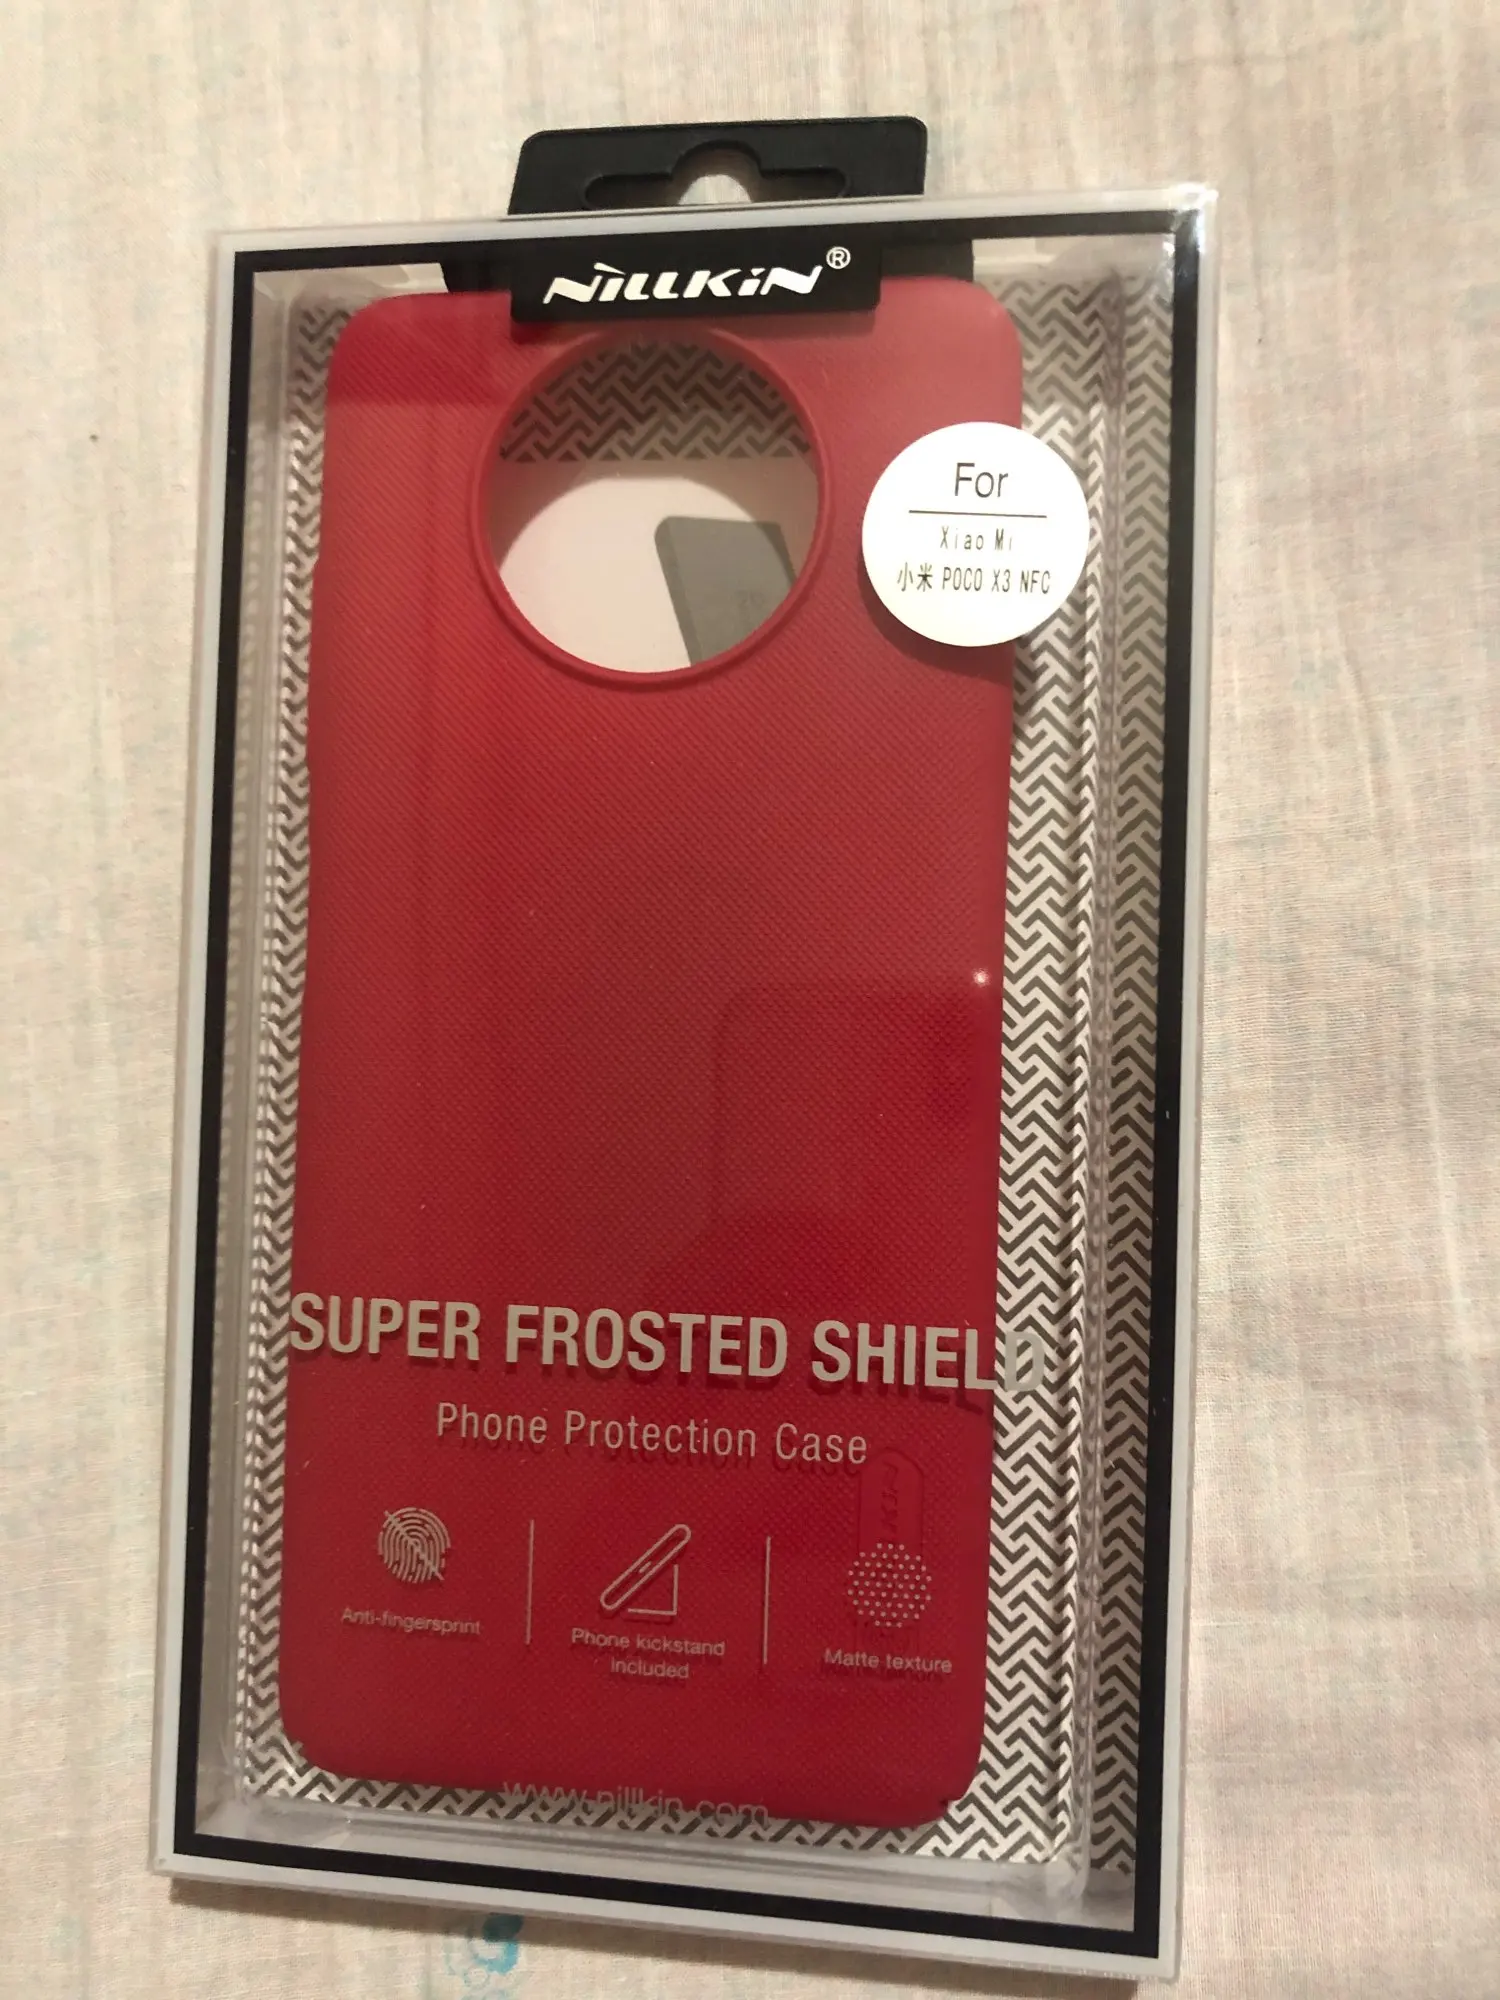 NiLLKiN®
For
Xiao Mi
小米 POCO X3 NFC
SUPER FROSTED SHIELD
Phone Protection Case
Anti-fingersprint
Phone kickstand
included
Matte texture
www.nillkin.com